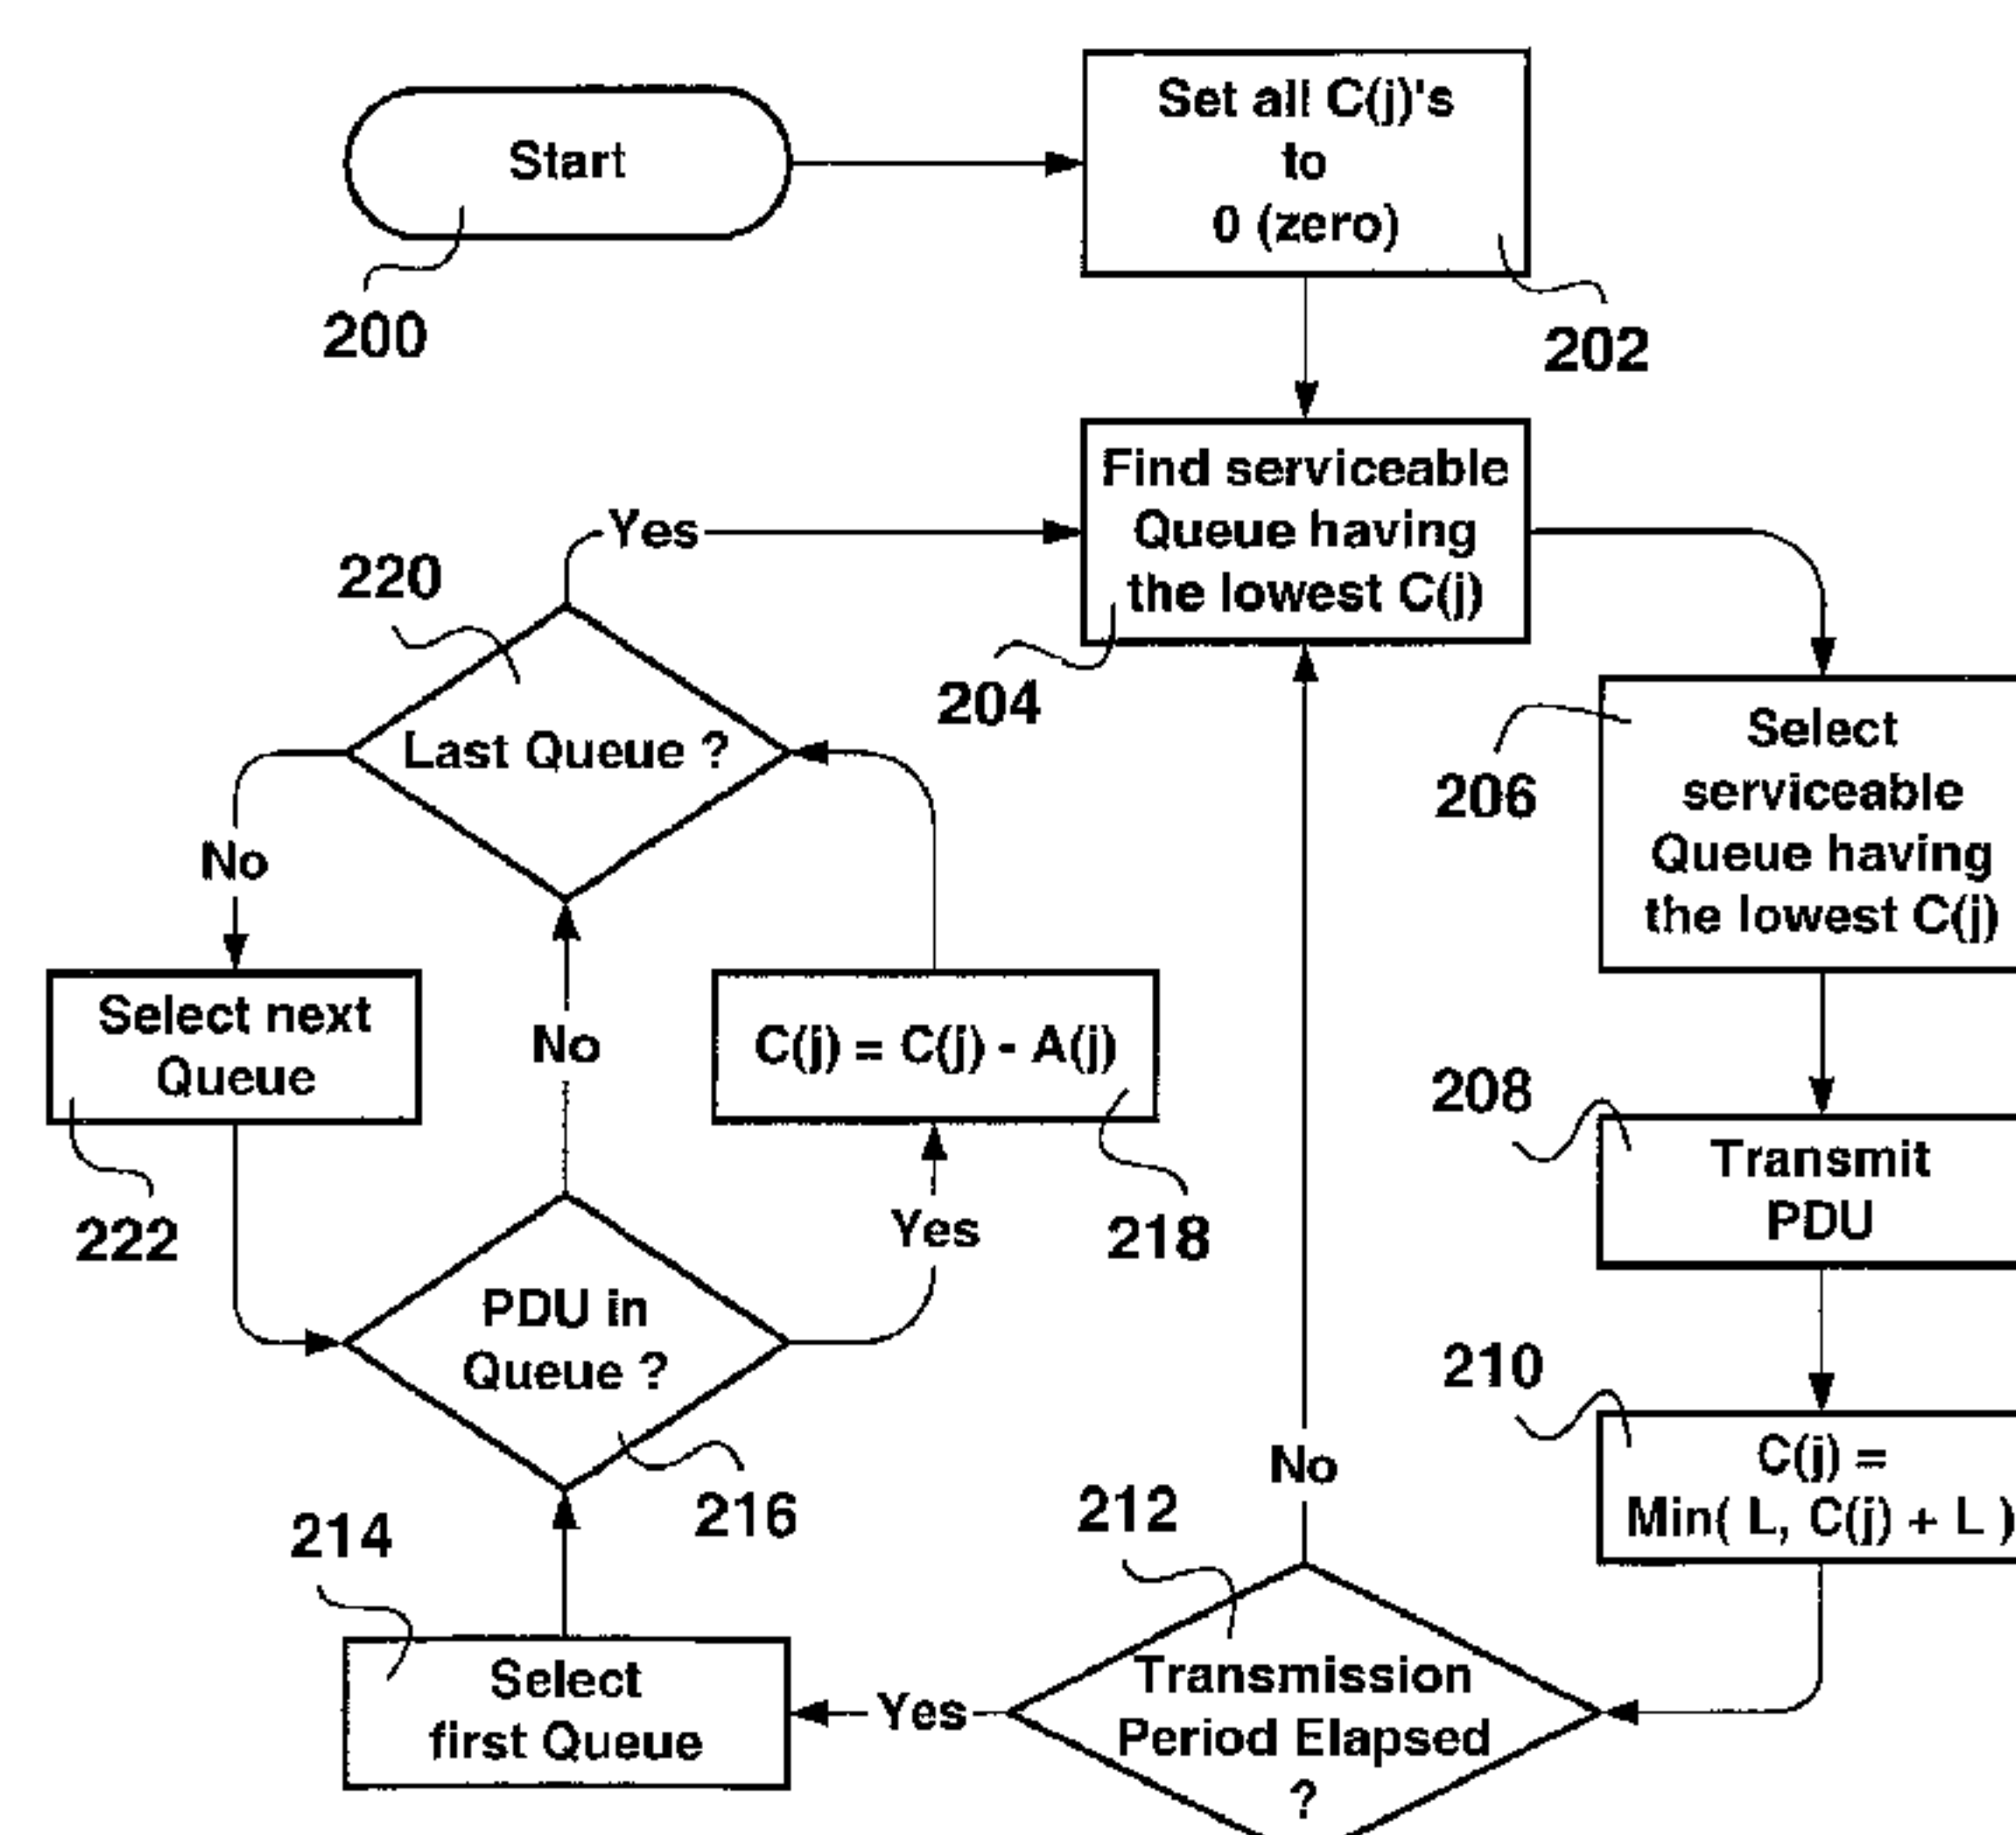 Start
200
Set all C(j)'s
to
0 (zero)
202
Find serviceable
Queue having
the lowest C(j)
204
Select
serviceable
Queue having
the lowest C(j)
206
Transmit
PDU
208
C(j) =
Min( L, C(j) + L )
210
Transmission
Period Elapsed
?
212
No
Yes
Select
first Queue
214
PDU in
Queue ?
216
Yes
C(j) = C(j) - A(j)
218
No
Last Queue ?
220
Yes
No
Select next
Queue
222